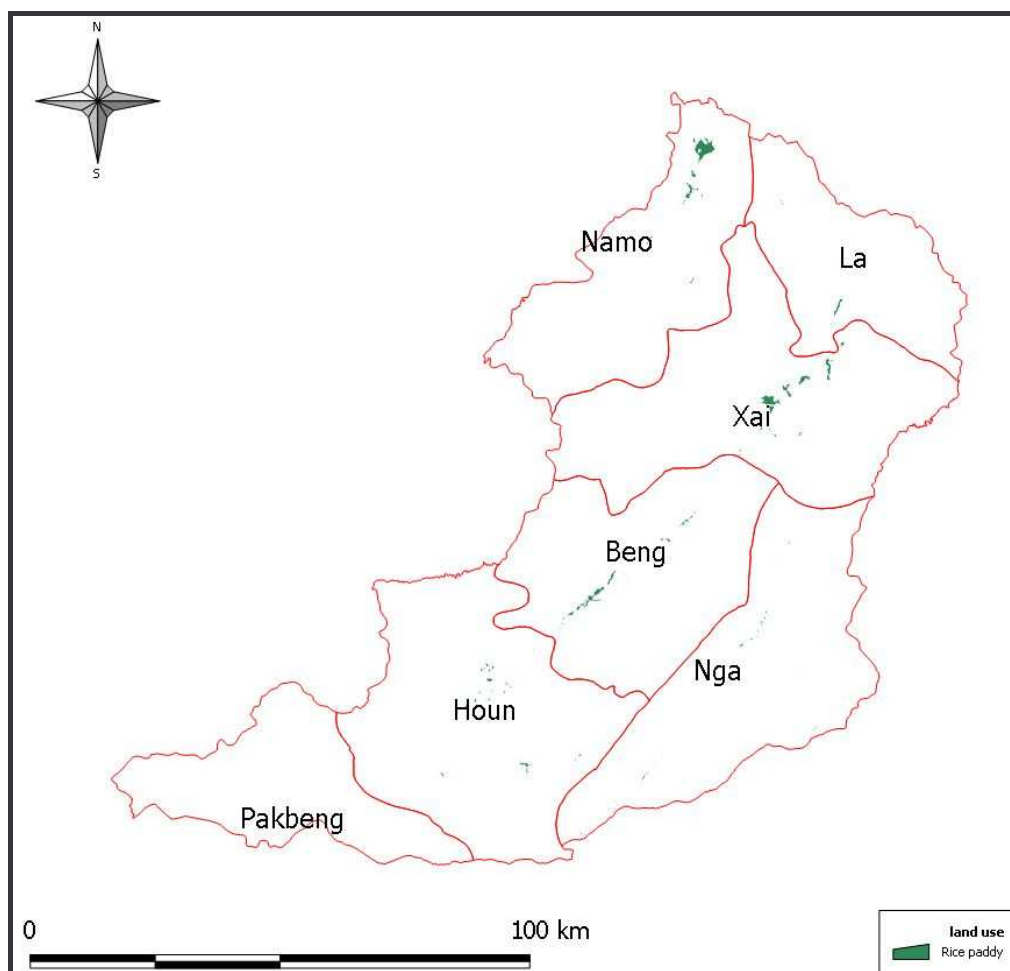 N
S
Namo
La
Xai
Beng
Nga
Houn
Pakbeng
0 100 km
land use
Rice paddy